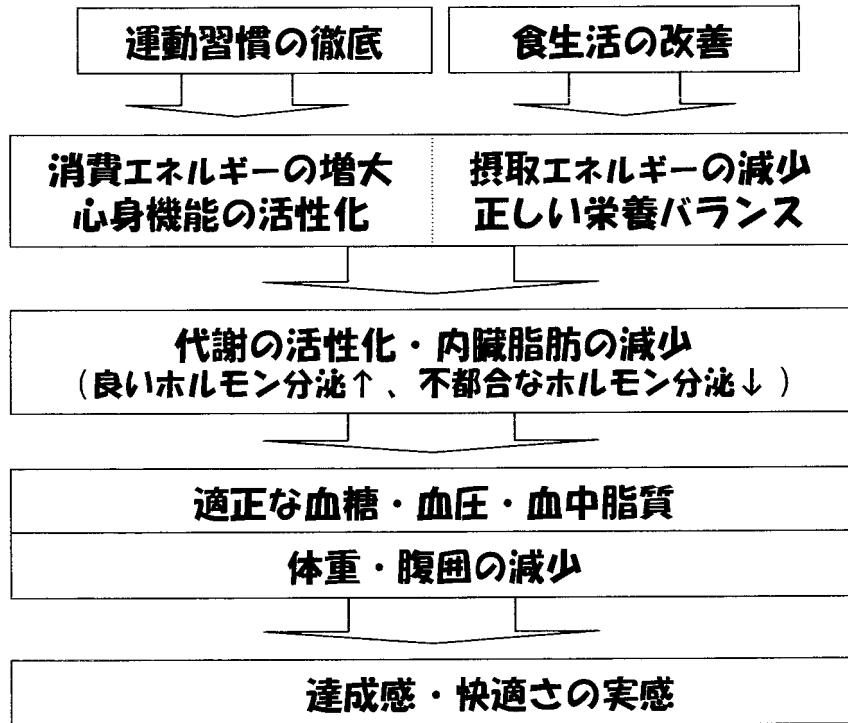 運動習慣の徹底
食生活の改善
消費エネルギーの増大
心身機能の活性化
摂取エネルギーの減少
正しい栄養バランス
代謝の活性化・内臓脂肪の減少
(良いホルモン分泌↑、不都合なホルモン分泌↓)
適正な血糖・血圧・血中脂質
体重・腹囲の減少
達成感・快適さの実感